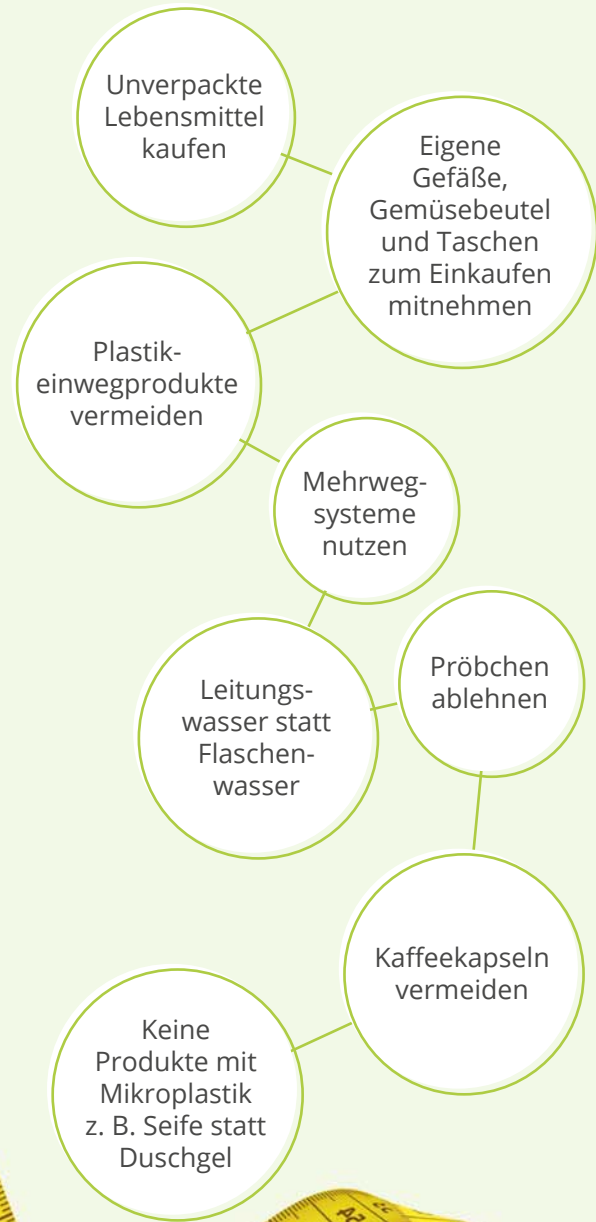 Unverpackte
Lebensmittel
kaufen
Eigene
Gefäße,
Gemüsebeutel
und Taschen
zum Einkaufen
mitnehmen
Plastik-
einwegprodukte
vermeiden
Mehrweg-
systeme
nutzen
Leitungs-
wasser statt
Flaschen-
wasser
Pröbchen
ablehnen
Kaffeekapseln
vermeiden
Keine
Produkte mit
Mikroplastik
z. B. Seife statt
Duschgel